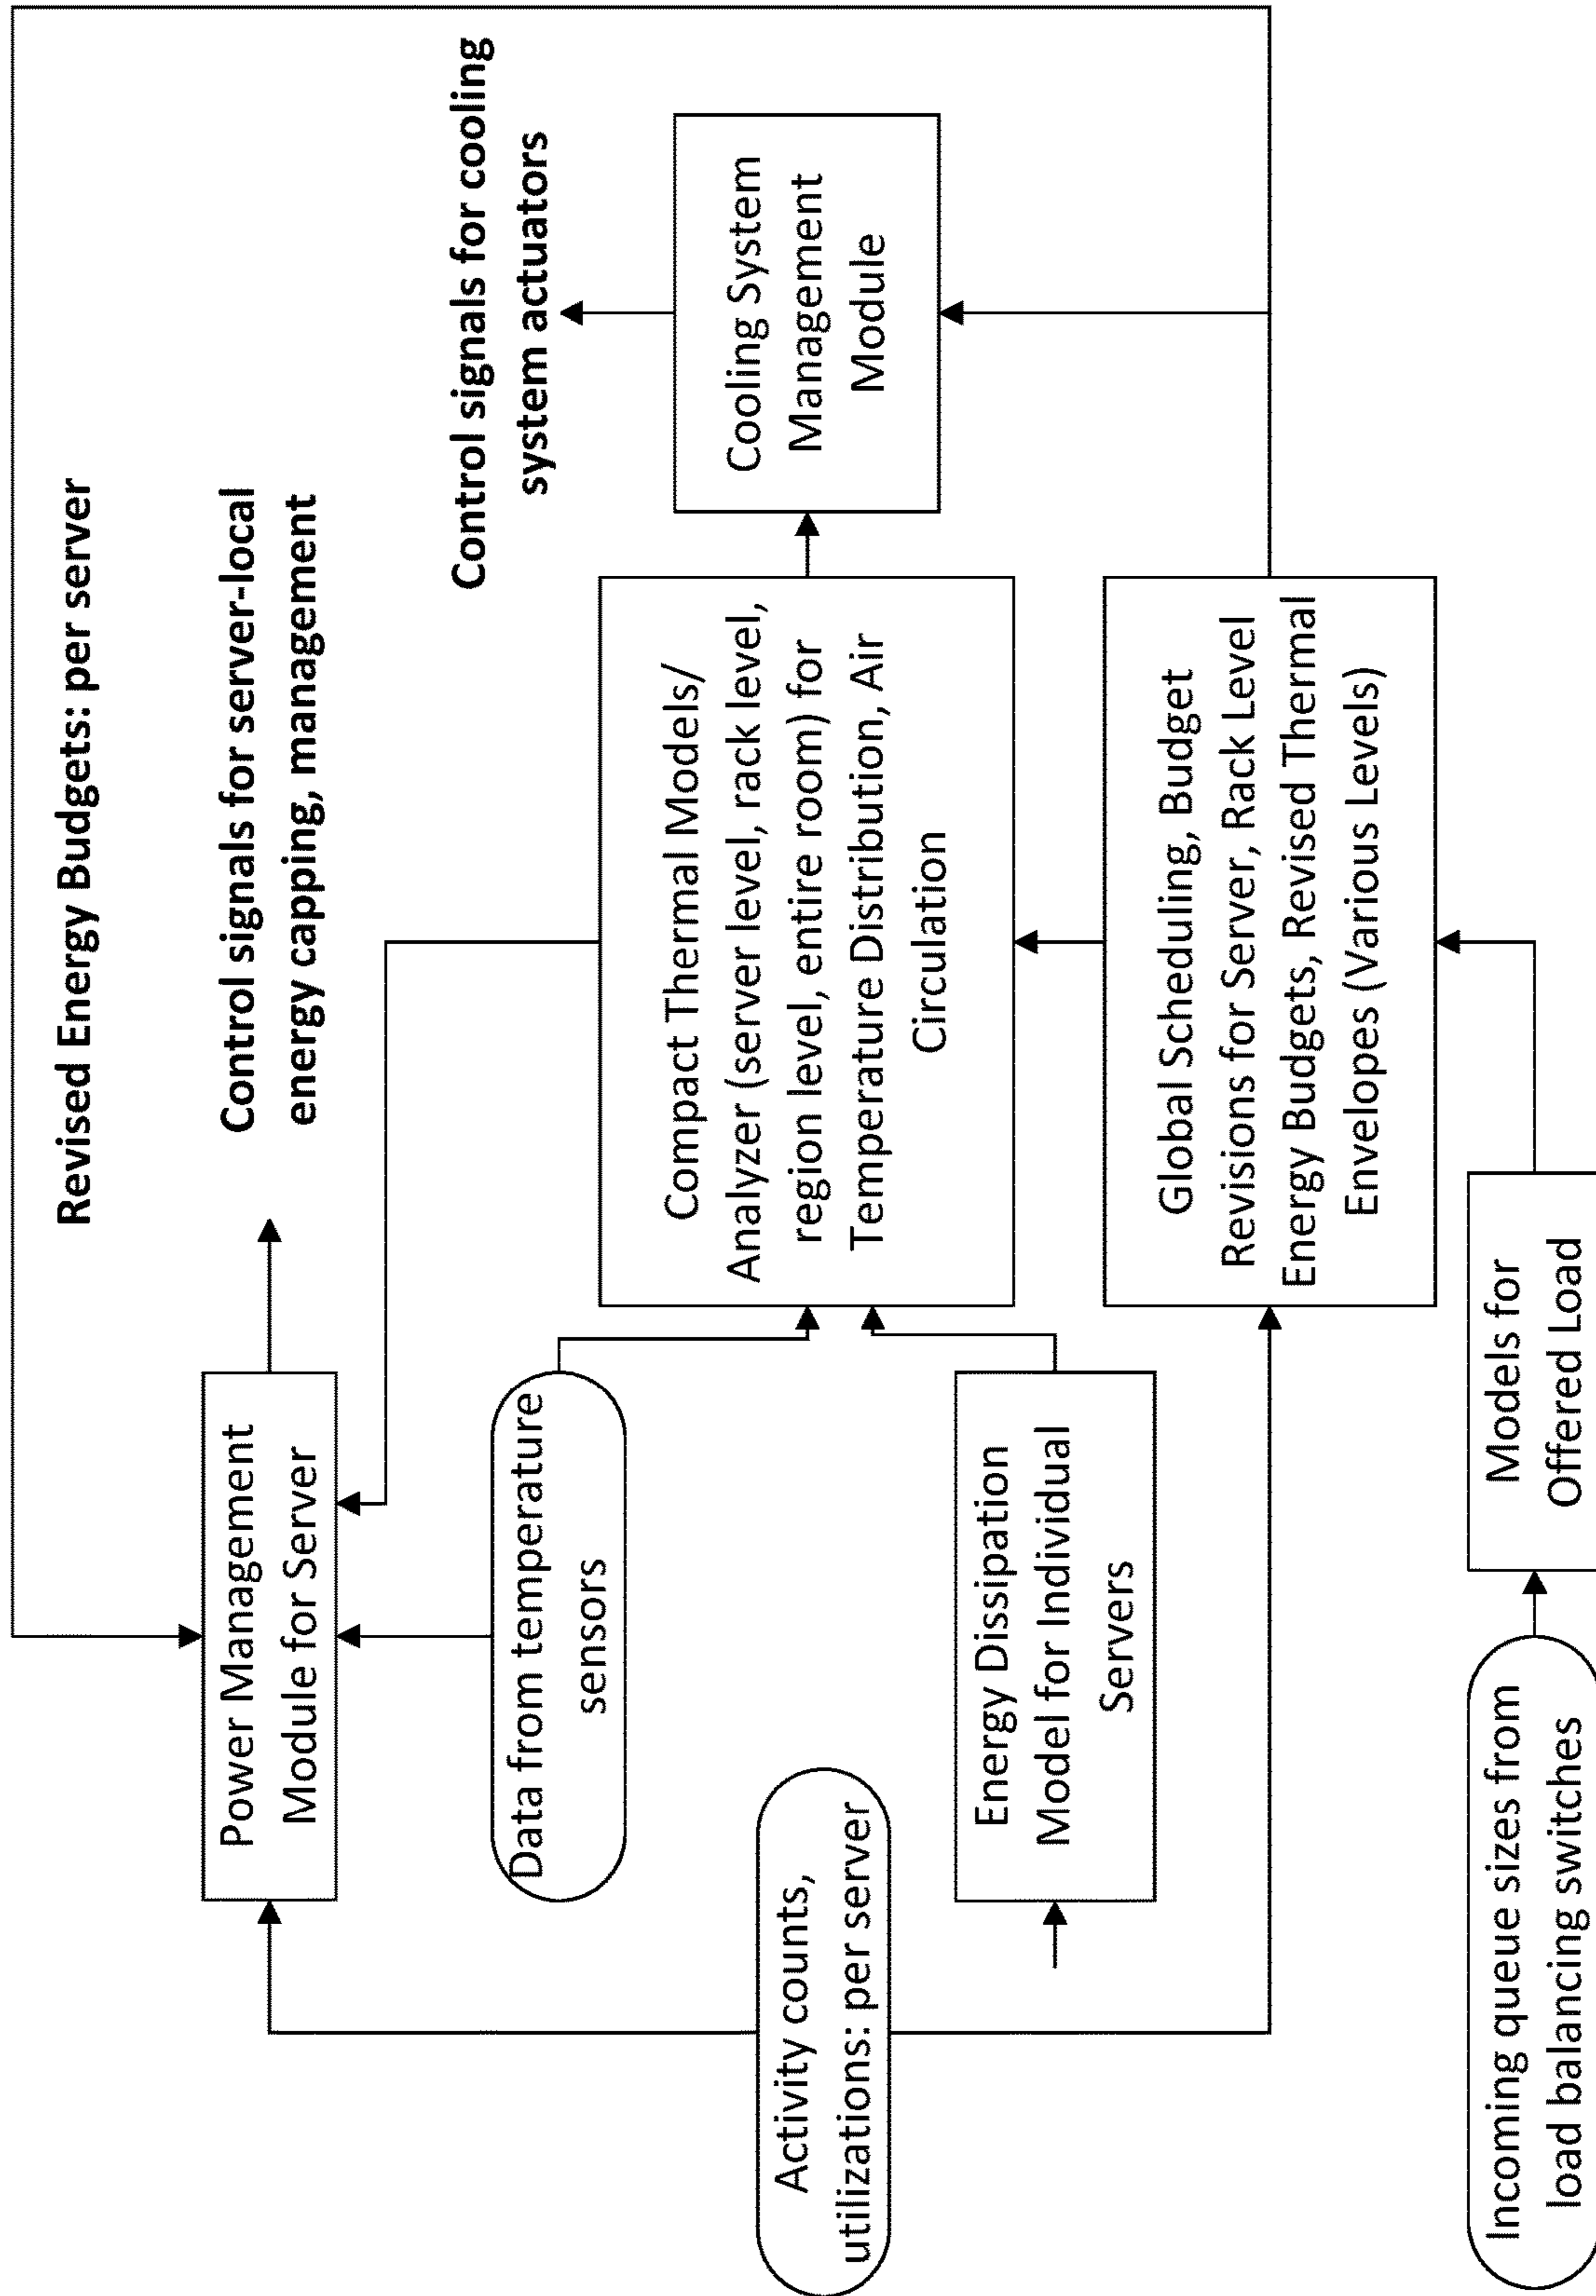 Revised Energy Budgets: per server
Control signals for server-local
energy capping, management
Power Management
Module for Server
Control signals for cooling
system actuators
Data from temperature
sensors
Compact Thermal Models/
Analyzer (server level, rack level,
region level, entire room) for
Temperature Distribution, Air
Circulation
Cooling System
Management
Module
Activity counts,
utilizations: per server
Energy Dissipation
Model for Individual
Servers
Global Scheduling, Budget
Revisions for Server, Rack Level
Energy Budgets, Revised Thermal
Envelopes (Various Levels)
Incoming queue sizes from
load balancing switches
Models for
Offered Load